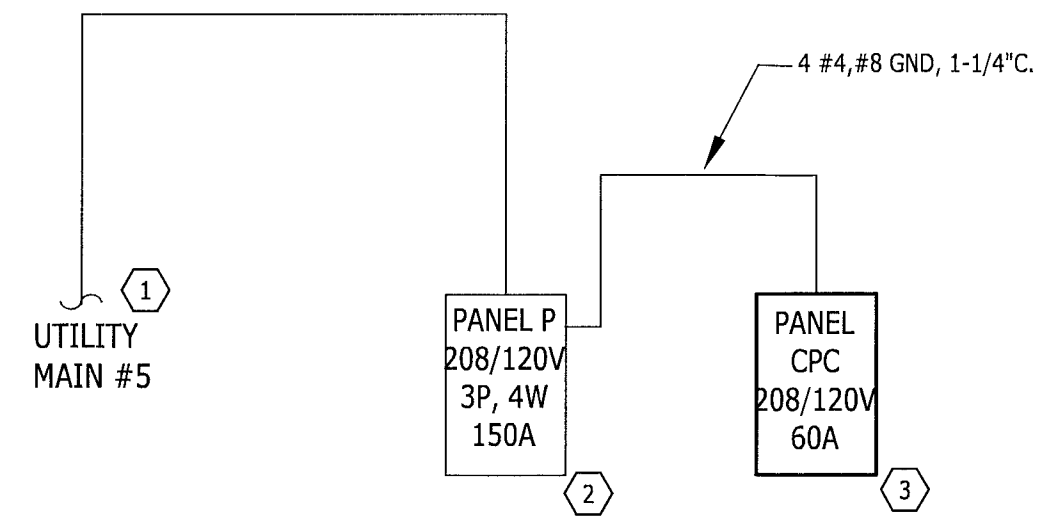 4 #4,#8 GND, 1-1/4"C.
1
UTILITY
MAIN #5
PANEL P
208/120V
3P, 4W
150A
2
PANEL
CPC
208/120V
60A
3